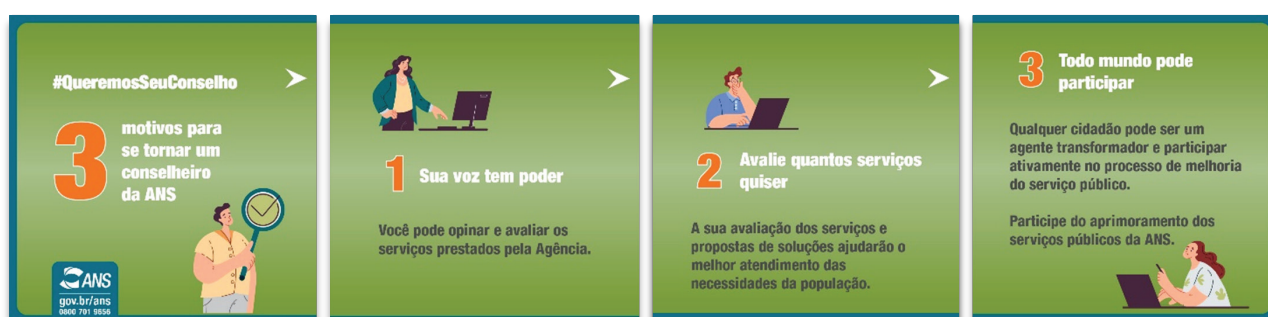 #QueremosSeuConselho
3
motivos para
se tornar um
conselheiro
da ANS
ANS
gov.br/ans
0800 701 9656
1
Sua voz tem poder
Você pode opinar e avaliar os
serviços prestados pela Agência.
2
Avalie quantos serviços
quiser
A sua avaliação dos serviços e
propostas de soluções ajudarão o
melhor atendimento das
necessidades da população.
3
Todo mundo pode
participar
Qualquer cidadão pode ser um
agente transformador e participar
ativamente no processo de melhoria
do serviço público.
Participe do aprimoramento dos
serviços públicos da ANS.